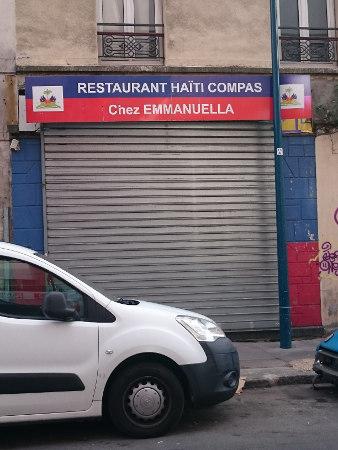 RESTAURANT HAÏTI COMPAS
Chez EMMANUELLA